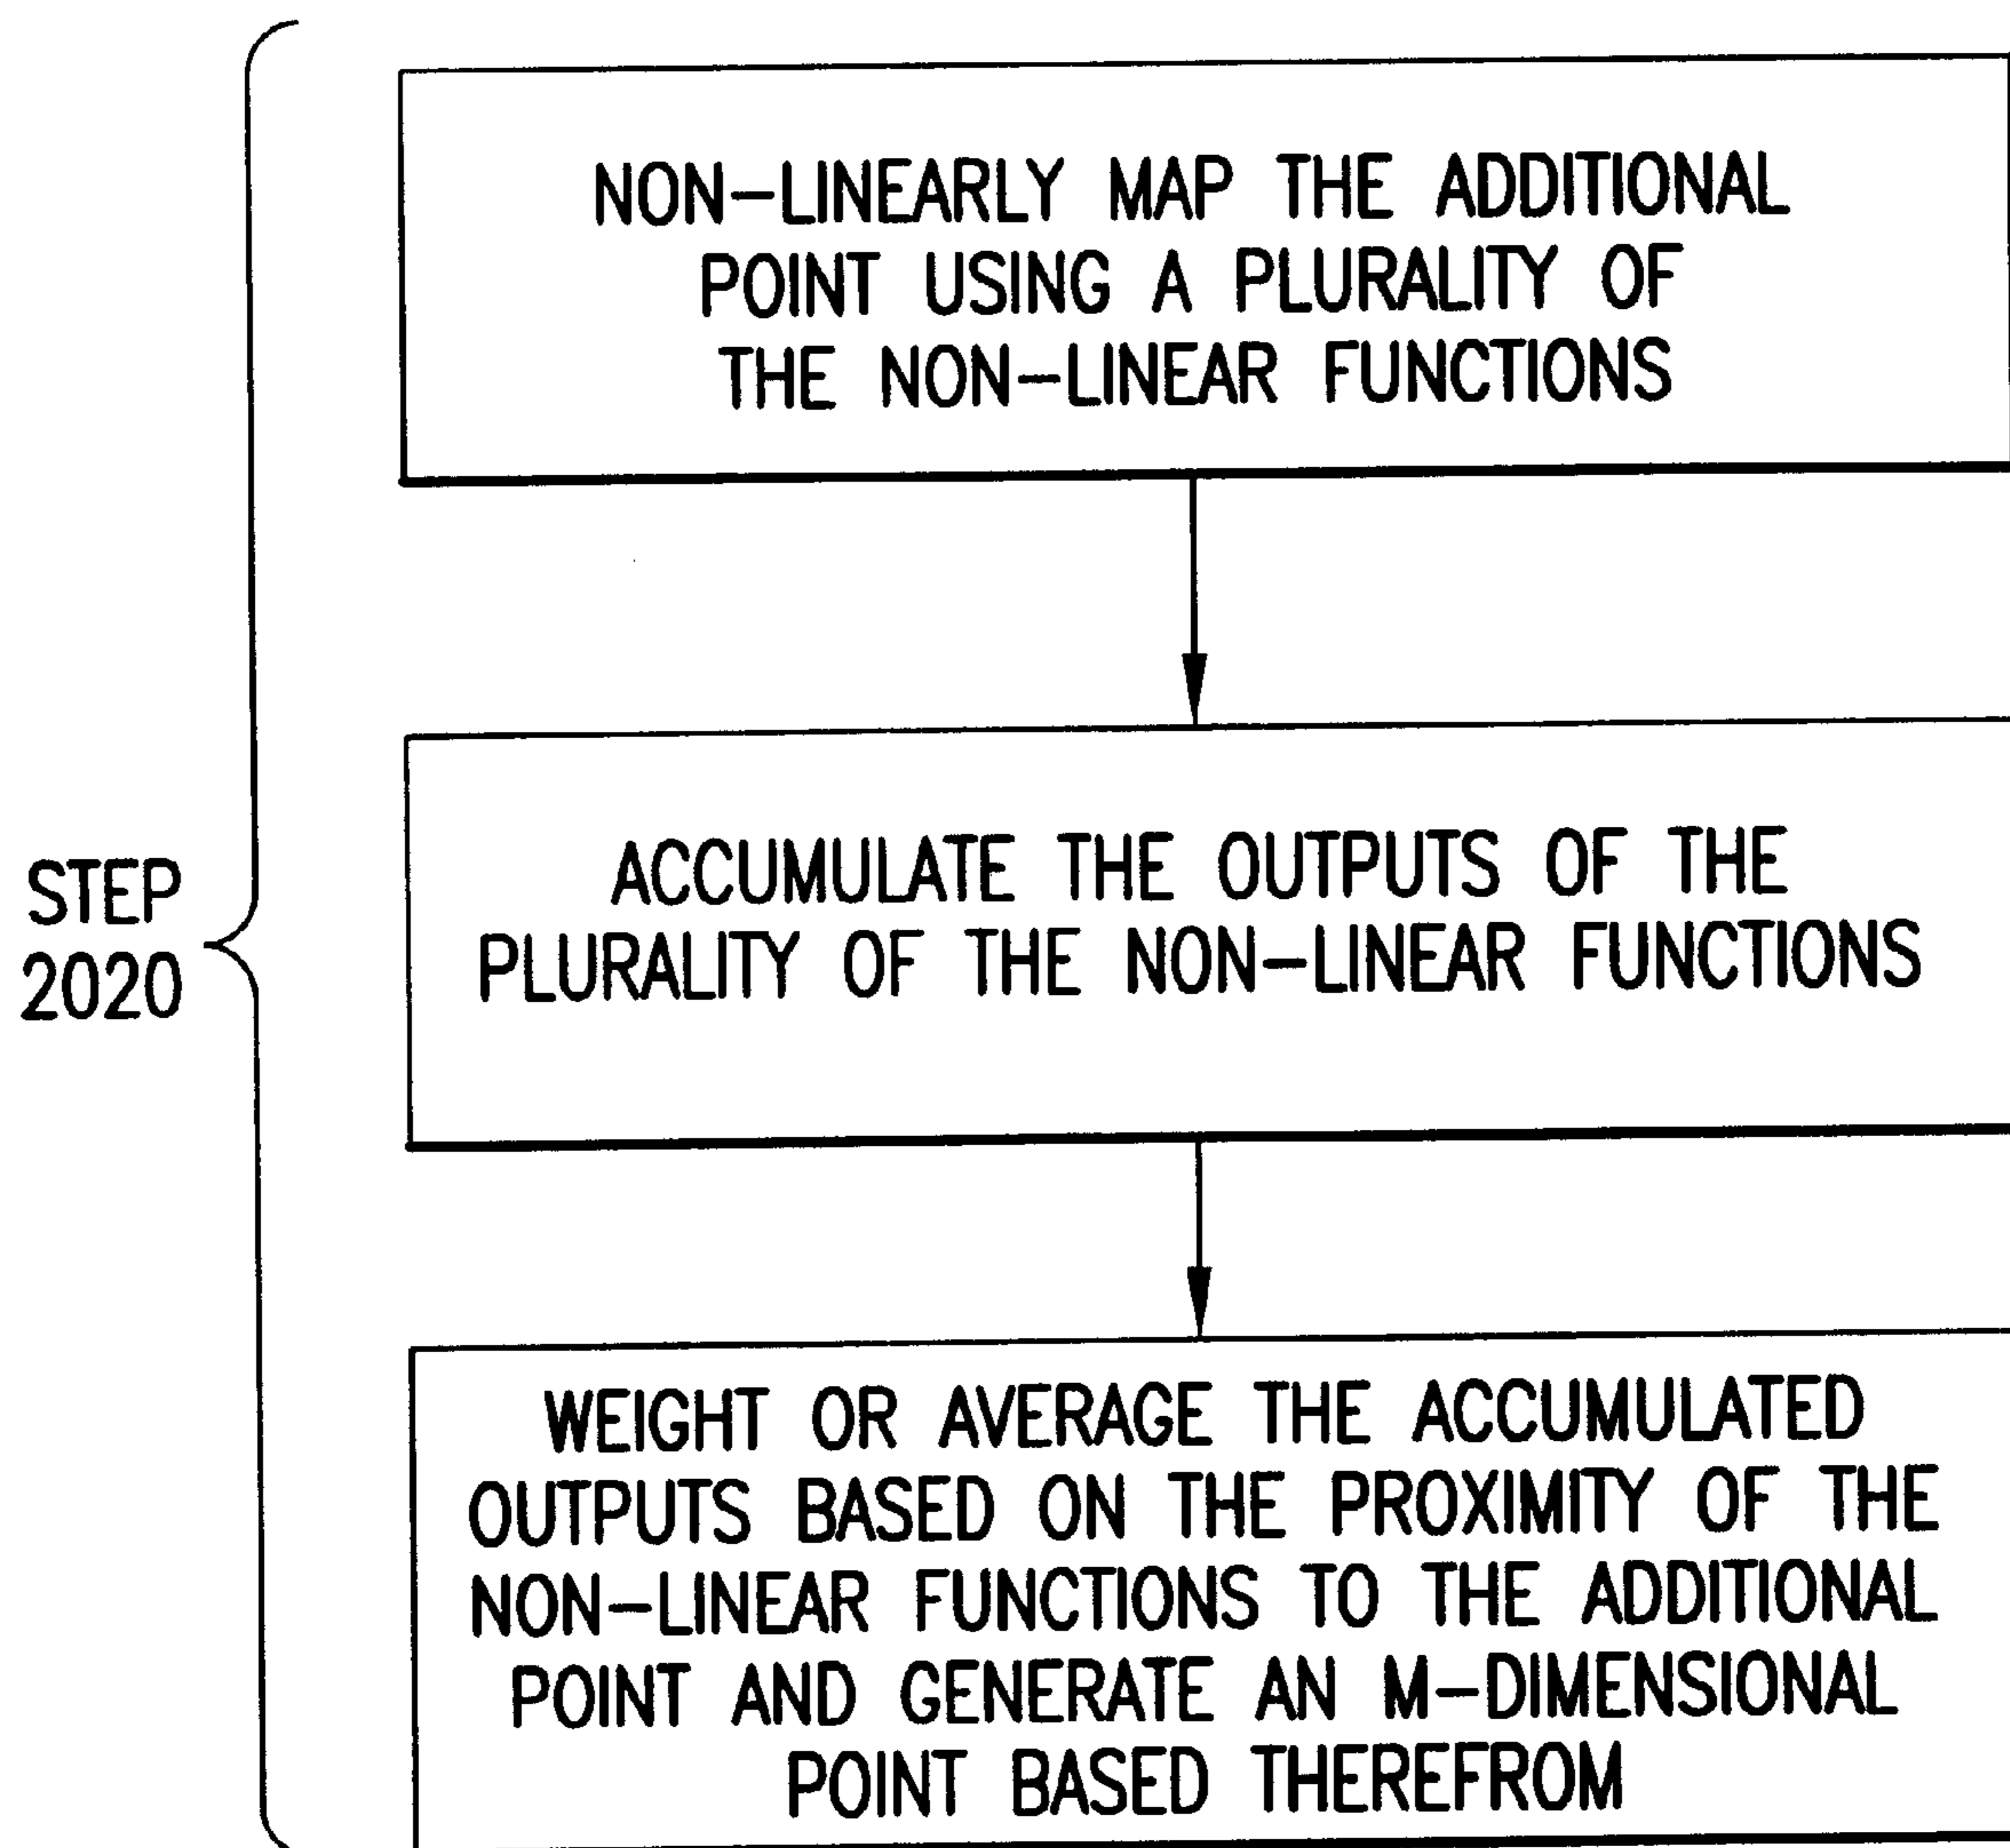 NON-LINEARLY MAP THE ADDITIONAL
POINT USING A PLURALITY OF
THE NON-LINEAR FUNCTIONS
STEP
2020
ACCUMULATE THE OUTPUTS OF THE
PLURALITY OF THE NON-LINEAR FUNCTIONS
WEIGHT OR AVERAGE THE ACCUMULATED
OUTPUTS BASED ON THE PROXIMITY OF THE
NON-LINEAR FUNCTIONS TO THE ADDITIONAL
POINT AND GENERATE AN M-DIMENSIONAL
POINT BASED THEREFROM